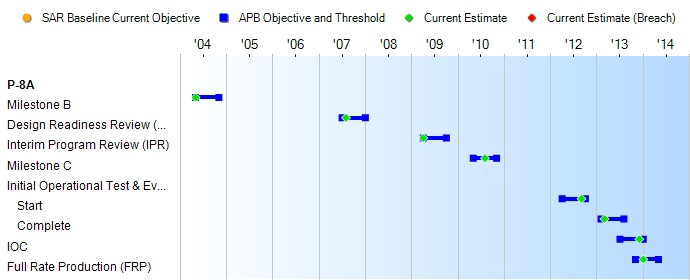 SAR Baseline Current Objective APB Objective and Threshold Current Estimate Current Estimate (Breach)
'04 '05 '06 '07 '08 '09 '10 '11 '12 '13 '14
P-8A
Milestone B
Design Readiness Review (...
Interim Program Review (IPR)
Milestone C
Initial Operational Test & Ev...
Start
Complete
IOC
Full Rate Production (FRP)